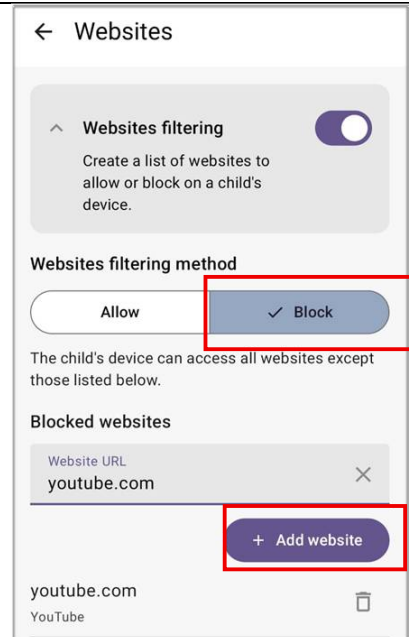 Websites
Websites filtering
Create a list of websites to
allow or block on a child's
device.
Websites filtering method
Allow
Block
The child's device can access all websites except
those listed below.
Blocked websites
Website URL
youtube.com
+ Add website
youtube.com
YouTube